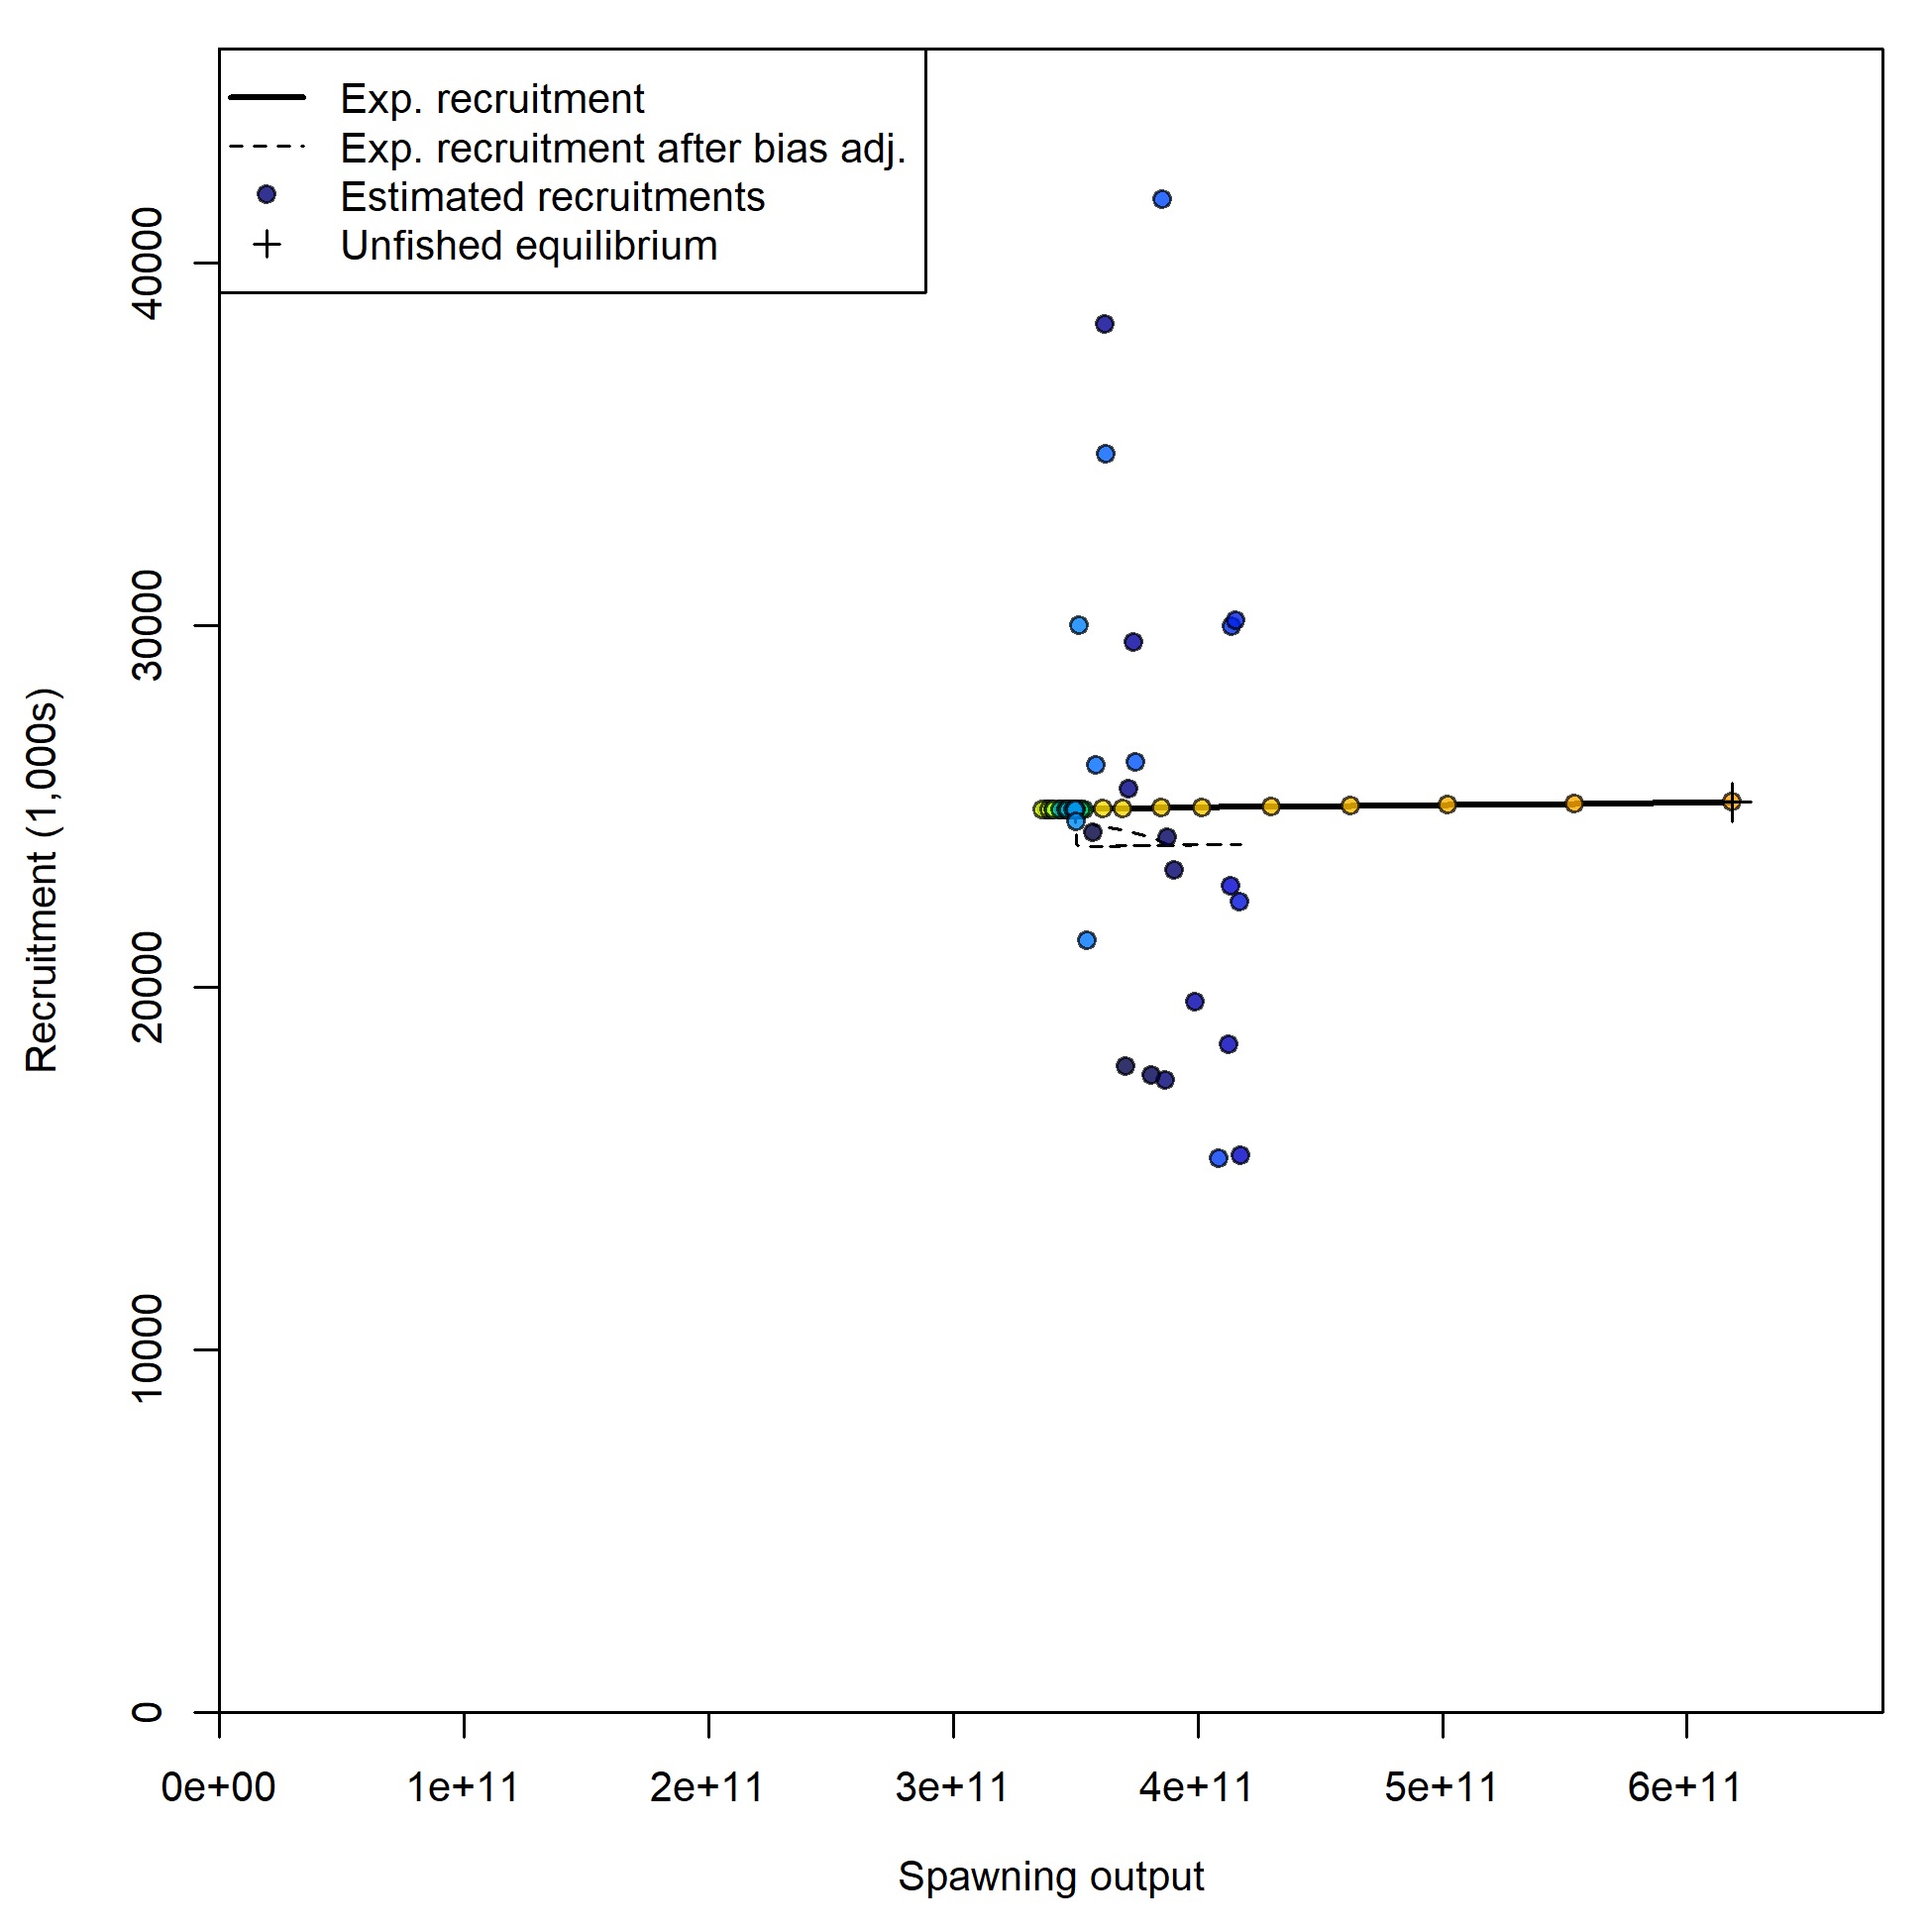 Exp. recruitment
Exp. recruitment after bias adj.
Estimated recruitments
Unfished equilibrium
Recruitment (1,000s)
40000
30000
20000
10000
0
0e+00 1e+11 2e+11 3e+11 4e+11 5e+11 6e+11
Spawning output